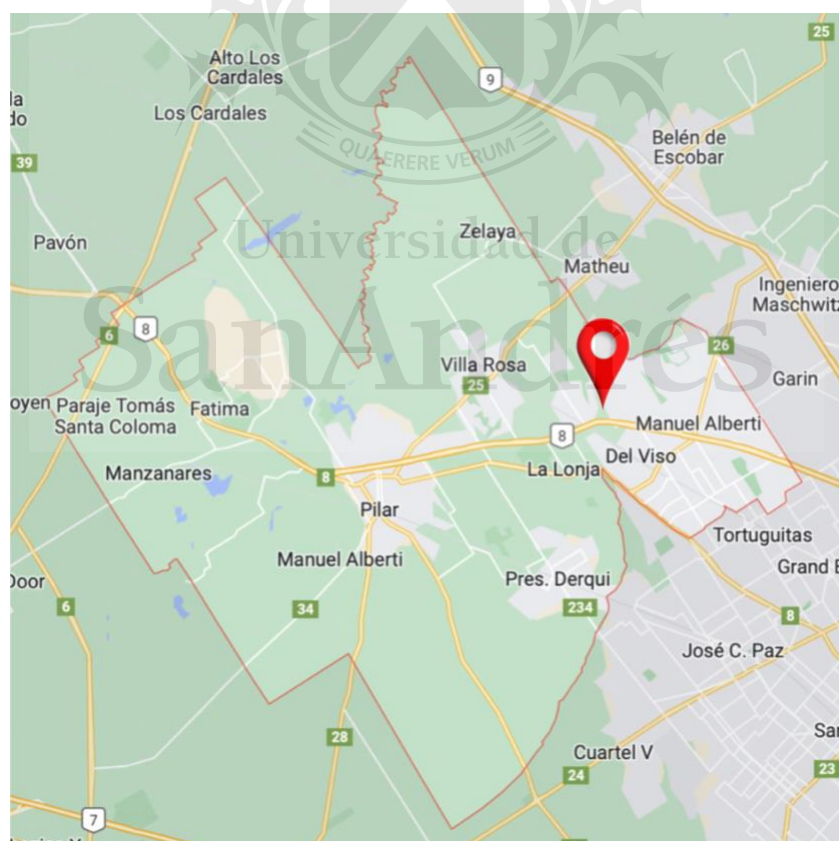 25
Alto Los
Cardales
9
Los Cardales
Belén de
Escobar
QUAERERE VERUM
39
Universidad de
SanAndrés
Pavón
Zelaya
Matheu
Ingeniero
Maschwitz
6
8
26
Villa Rosa
25
Garin
oyen
Paraje Tomás
Santa Coloma
Fatima
Manuel Alberti
8
Del Viso
La Lonja
Manzanares
8
Pilar
Tortuguitas
Manuel Alberti
Pres. Derqui
Grand B
Door
6
34
234
8
José C. Paz
28
Cuartel V
24
23
7